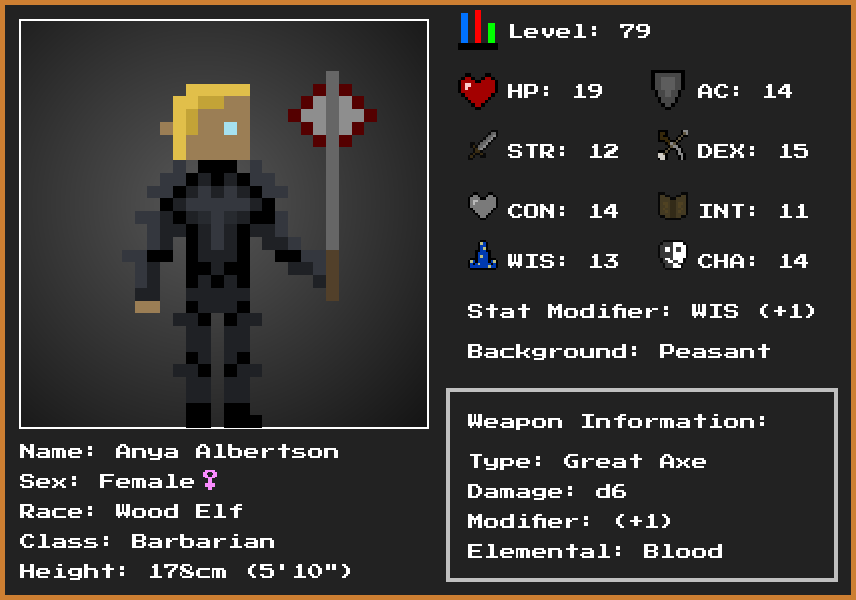 Level: 79
HP: 19 AC: 14
STR: 12 DEX: 15
CON: 14 INT: 11
WIS: 13 CHA: 14
Stat Modifier: WIS (+1)
Background: Peasant
Weapon Information:
Type: Great Axe
Damage: d6
Modifier: (+1)
Elemental: Blood
Name: Anya Albertson
Sex: Female♀
Race: Wood Elf
Class: Barbarian
Height: 178cm (5'10")